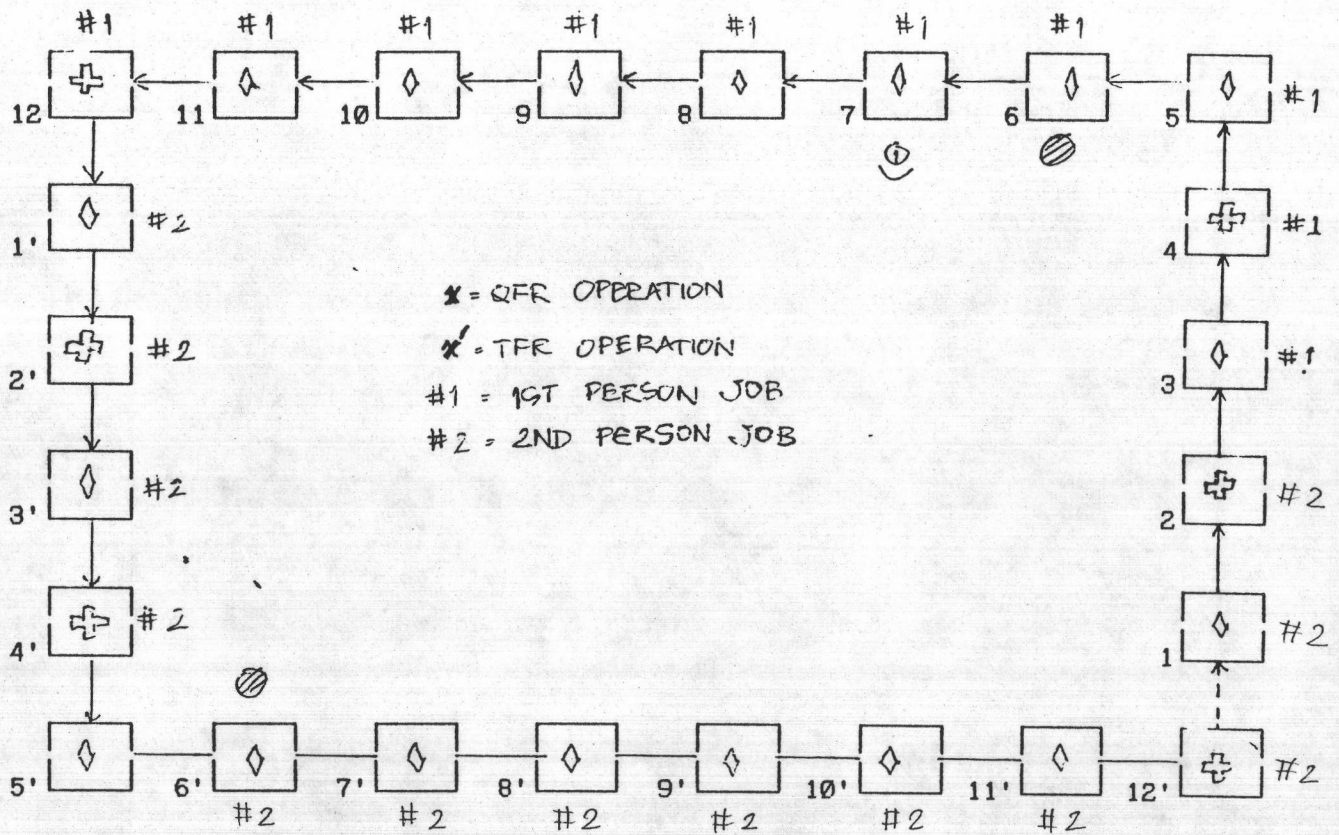 #1 #1 #1 #1 #1 #1 #1
12 11 10 9 8 7 6 5 #1
1' #2
4 #1
x = QFR OPERATION
2' #2
x' = TFR OPERATION
3 #1
#1 = 1ST PERSON JOB
#2 = 2ND PERSON JOB
3' #2
2 #2
4' #2
1 #2
5' 6' 7' 8' 9' 10' 11' 12' #2
#2 #2 #2 #2 #2 #2